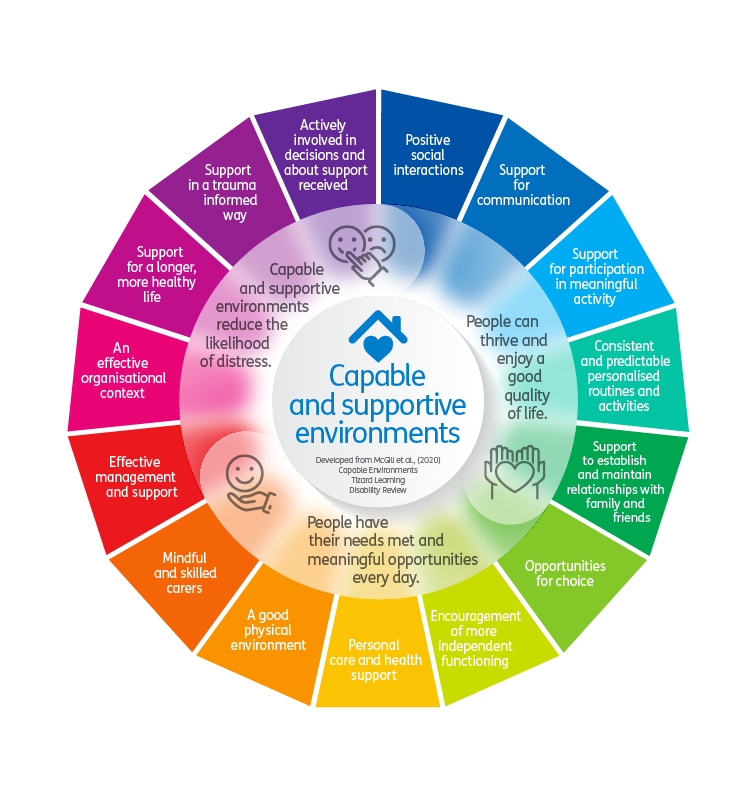 Capable
and supportive
environments
Developed from McGill et al., (2020)
Capable Environments
Tizard Learning
Disability Review
Capable
and supportive
environments
reduce the
likelihood
of distress.
People can
thrive and
enjoy a
good
quality
of life.
People have
their needs met and
meaningful opportunities
every day.
Positive
social
interactions
Support
for
communication
Support
for participation
in meaningful
activity
Consistent
and predictable
personalised
routines and
activities
Support
to establish
and maintain
relationships with
family and
friends
Opportunities
for choice
Encouragement
of more
independent
functioning
Personal
care and health
support
A good
physical
environment
Mindful
and skilled
carers
Effective
management
and support
An
effective
organisational
context
Support
for a longer,
more healthy
life
Support
in a trauma
informed
way
Actively
involved in
decisions and
about support
received